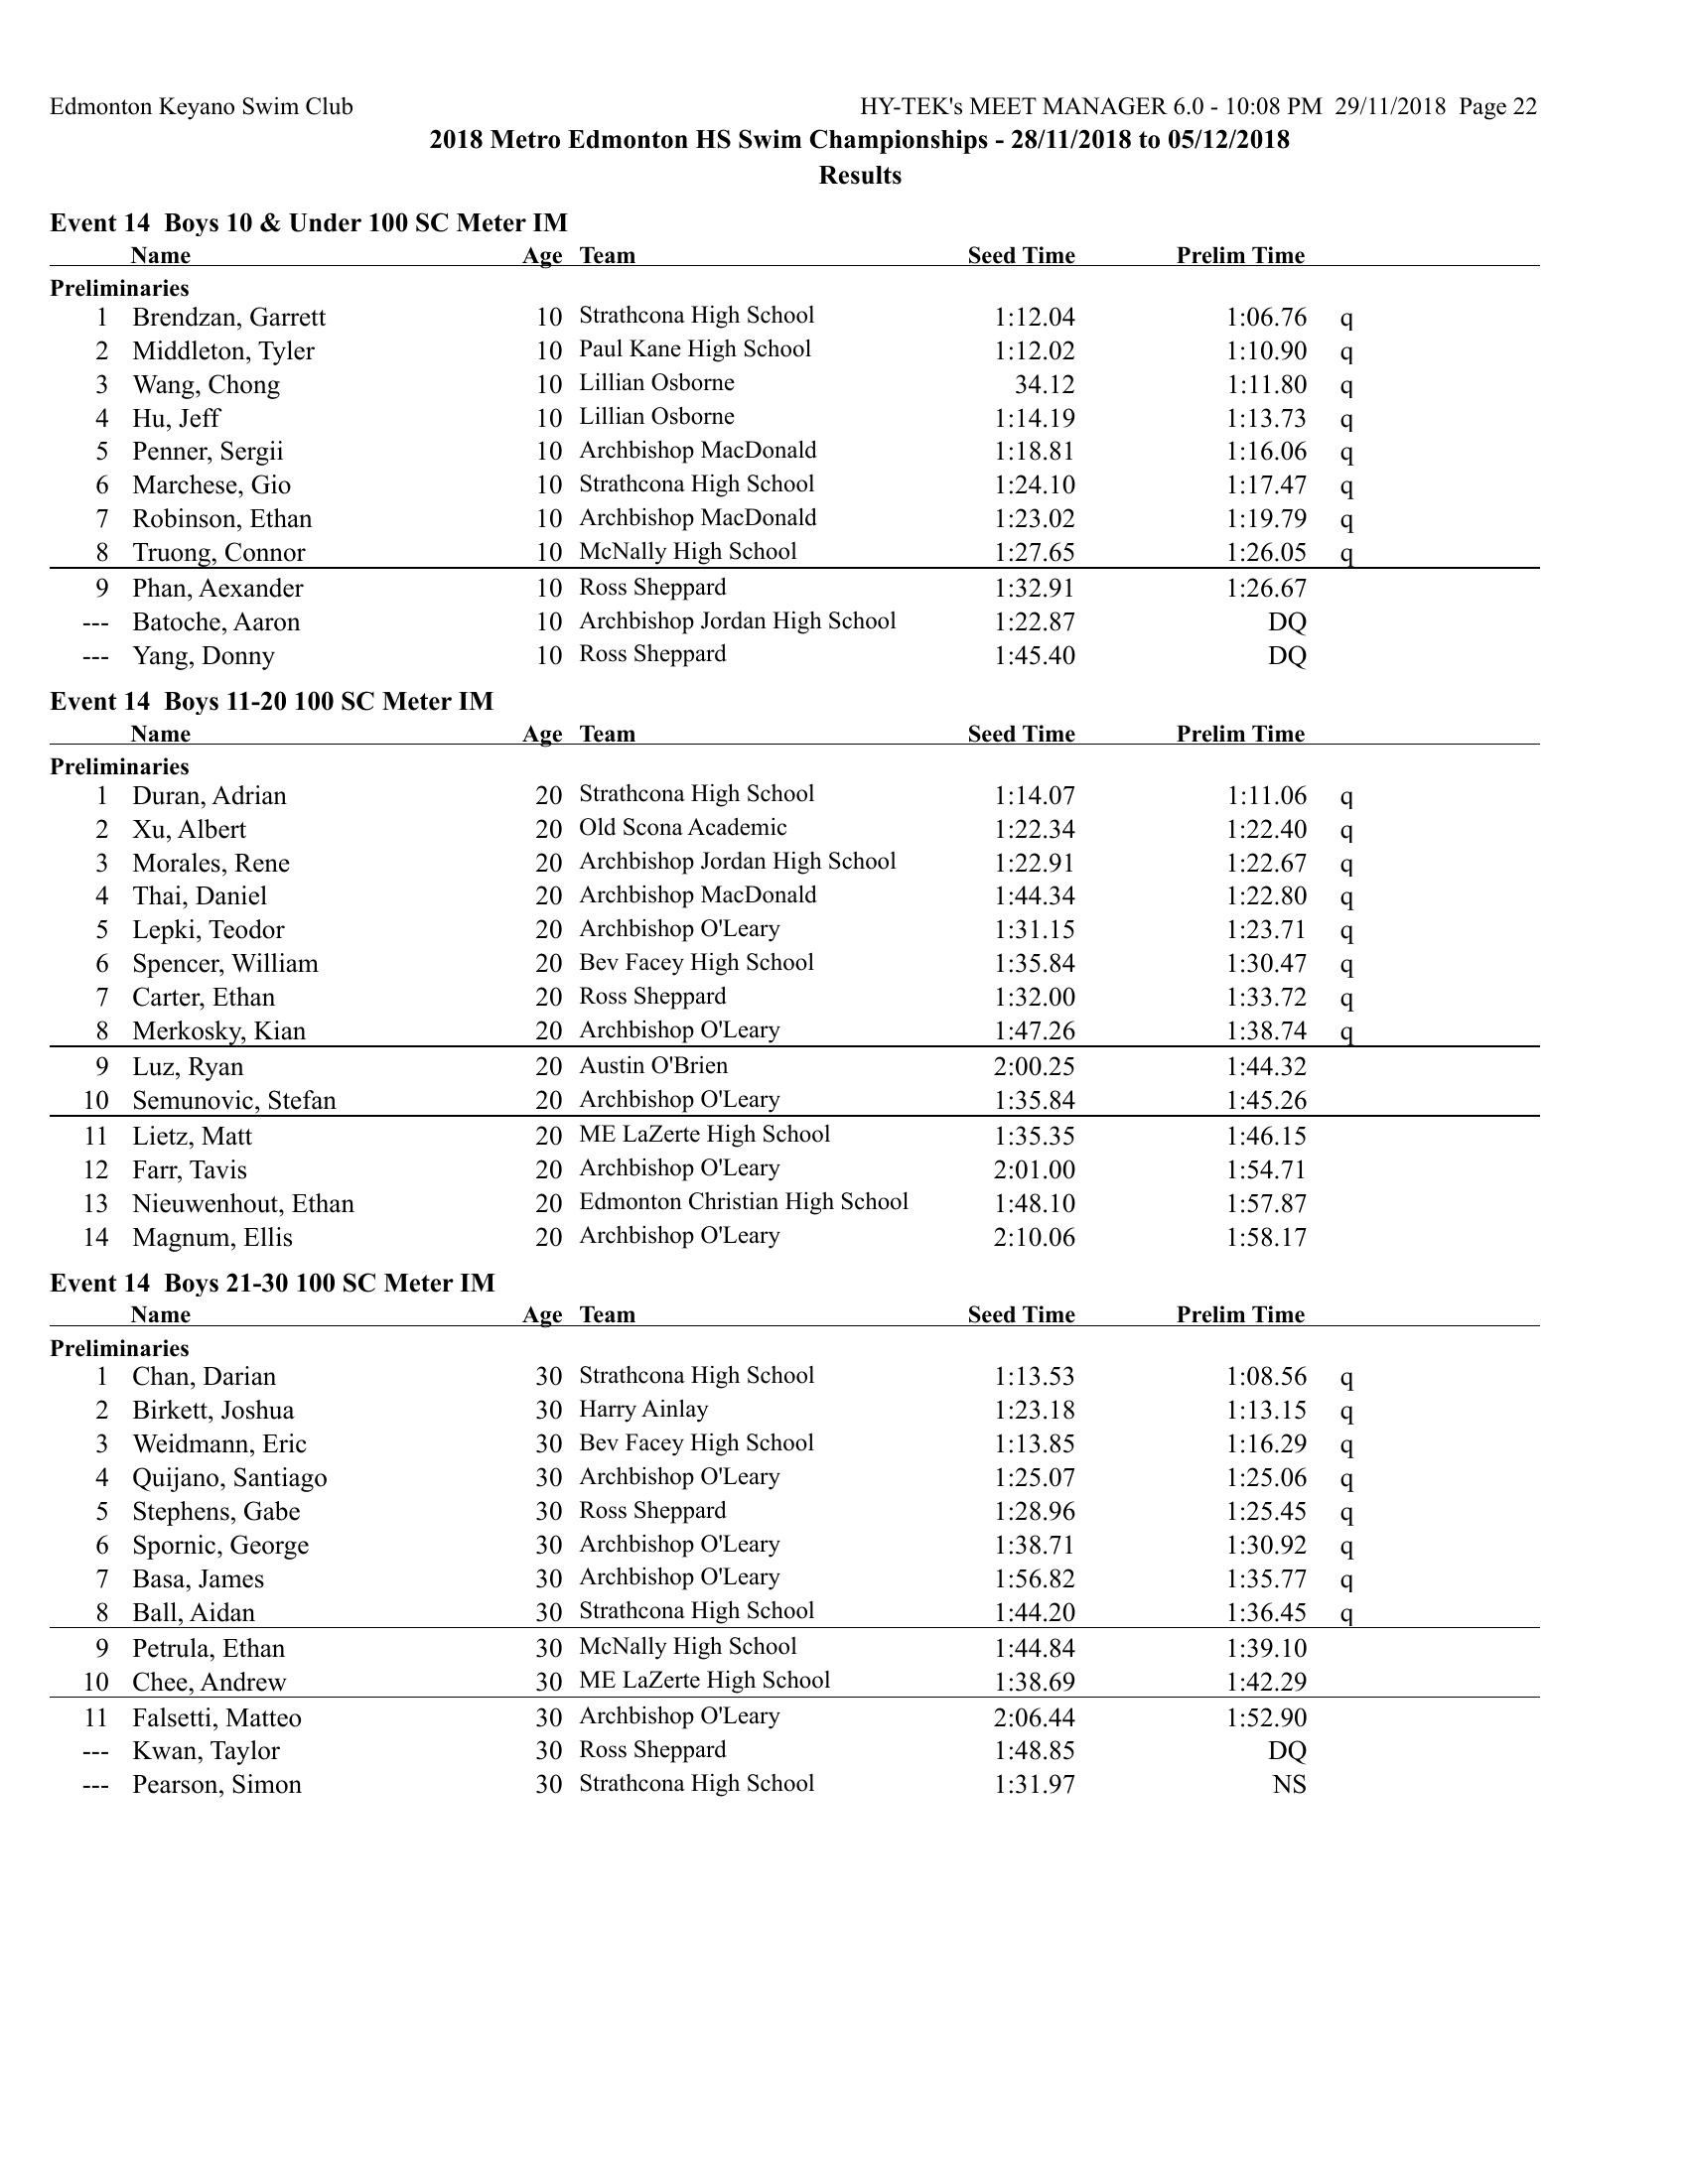 Edmonton Keyano Swim Club HY-TEK's MEET MANAGER 6.0 - 10:08 PM 29/11/2018 Page 22
2018 Metro Edmonton HS Swim Championships - 28/11/2018 to 05/12/2018
Results
Event 14 Boys 10 & Under 100 SC Meter IM
Name Age Team Seed Time Prelim Time
Preliminaries
1 Brendzan, Garrett 10 Strathcona High School 1:12.04 1:06.76 q
2 Middleton, Tyler 10 Paul Kane High School 1:12.02 1:10.90 q
3 Wang, Chong 10 Lillian Osborne 34.12 1:11.80 q
4 Hu, Jeff 10 Lillian Osborne 1:14.19 1:13.73 q
5 Penner, Sergii 10 Archbishop MacDonald 1:18.81 1:16.06 q
6 Marchese, Gio 10 Strathcona High School 1:24.10 1:17.47 q
7 Robinson, Ethan 10 Archbishop MacDonald 1:23.02 1:19.79 q
8 Truong, Connor 10 McNally High School 1:27.65 1:26.05 q
9 Phan, Aexander 10 Ross Sheppard 1:32.91 1:26.67
--- Batoche, Aaron 10 Archbishop Jordan High School 1:22.87 DQ
--- Yang, Donny 10 Ross Sheppard 1:45.40 DQ
Event 14 Boys 11-20 100 SC Meter IM
Name Age Team Seed Time Prelim Time
Preliminaries
1 Duran, Adrian 20 Strathcona High School 1:14.07 1:11.06 q
2 Xu, Albert 20 Old Scona Academic 1:22.34 1:22.40 q
3 Morales, Rene 20 Archbishop Jordan High School 1:22.91 1:22.67 q
4 Thai, Daniel 20 Archbishop MacDonald 1:44.34 1:22.80 q
5 Lepki, Teodor 20 Archbishop O'Leary 1:31.15 1:23.71 q
6 Spencer, William 20 Bev Facey High School 1:35.84 1:30.47 q
7 Carter, Ethan 20 Ross Sheppard 1:32.00 1:33.72 q
8 Merkosky, Kian 20 Archbishop O'Leary 1:47.26 1:38.74 q
9 Luz, Ryan 20 Austin O'Brien 2:00.25 1:44.32
10 Semunovic, Stefan 20 Archbishop O'Leary 1:35.84 1:45.26
11 Lietz, Matt 20 ME LaZerte High School 1:35.35 1:46.15
12 Farr, Tavis 20 Archbishop O'Leary 2:01.00 1:54.71
13 Nieuwenhout, Ethan 20 Edmonton Christian High School 1:48.10 1:57.87
14 Magnum, Ellis 20 Archbishop O'Leary 2:10.06 1:58.17
Event 14 Boys 21-30 100 SC Meter IM
Name Age Team Seed Time Prelim Time
Preliminaries
1 Chan, Darian 30 Strathcona High School 1:13.53 1:08.56 q
2 Birkett, Joshua 30 Harry Ainlay 1:23.18 1:13.15 q
3 Weidmann, Eric 30 Bev Facey High School 1:13.85 1:16.29 q
4 Quijano, Santiago 30 Archbishop O'Leary 1:25.07 1:25.06 q
5 Stephens, Gabe 30 Ross Sheppard 1:28.96 1:25.45 q
6 Spornic, George 30 Archbishop O'Leary 1:38.71 1:30.92 q
7 Basa, James 30 Archbishop O'Leary 1:56.82 1:35.77 q
8 Ball, Aidan 30 Strathcona High School 1:44.20 1:36.45 q
9 Petrula, Ethan 30 McNally High School 1:44.84 1:39.10
10 Chee, Andrew 30 ME LaZerte High School 1:38.69 1:42.29
11 Falsetti, Matteo 30 Archbishop O'Leary 2:06.44 1:52.90
--- Kwan, Taylor 30 Ross Sheppard 1:48.85 DQ
--- Pearson, Simon 30 Strathcona High School 1:31.97 NS